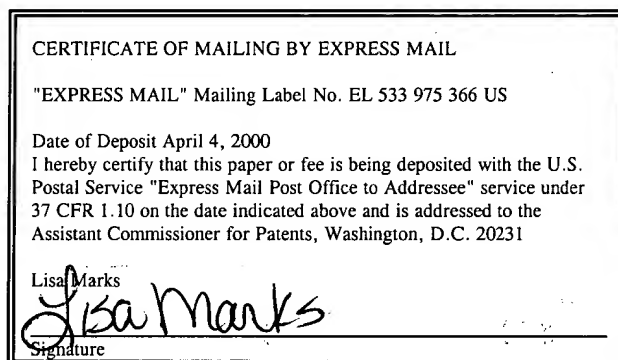 CERTIFICATE OF MAILING BY EXPRESS MAIL
"EXPRESS MAIL" Mailing Label No. EL 533 975 366 US
Date of Deposit April 4, 2000
I hereby certify that this paper or fee is being deposited with the U.S.
Postal Service "Express Mail Post Office to Addressee" service under
37 CFR 1.10 on the date indicated above and is addressed to the
Assistant Commissioner for Patents, Washington, D.C. 20231
Lisa Marks
Lisa Marks
Signature